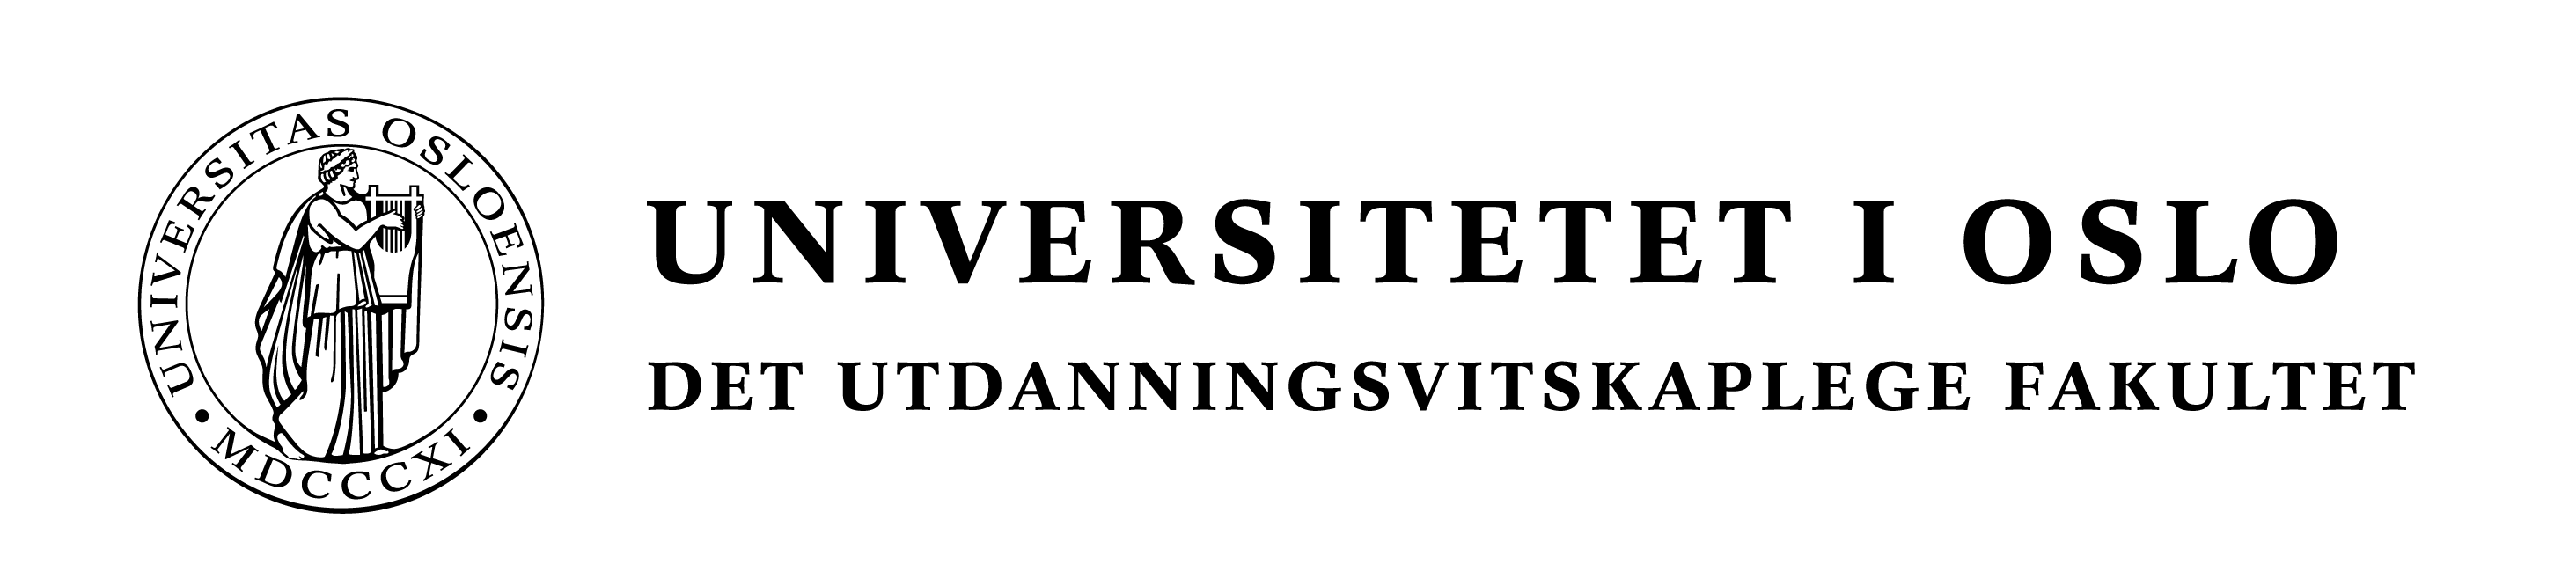 UNIVERSITAS OSLOENSIS
MDCCCXI
UNIVERSITETET I OSLO
DET UTDANNINGSVITSKAPLEGE FAKULTET